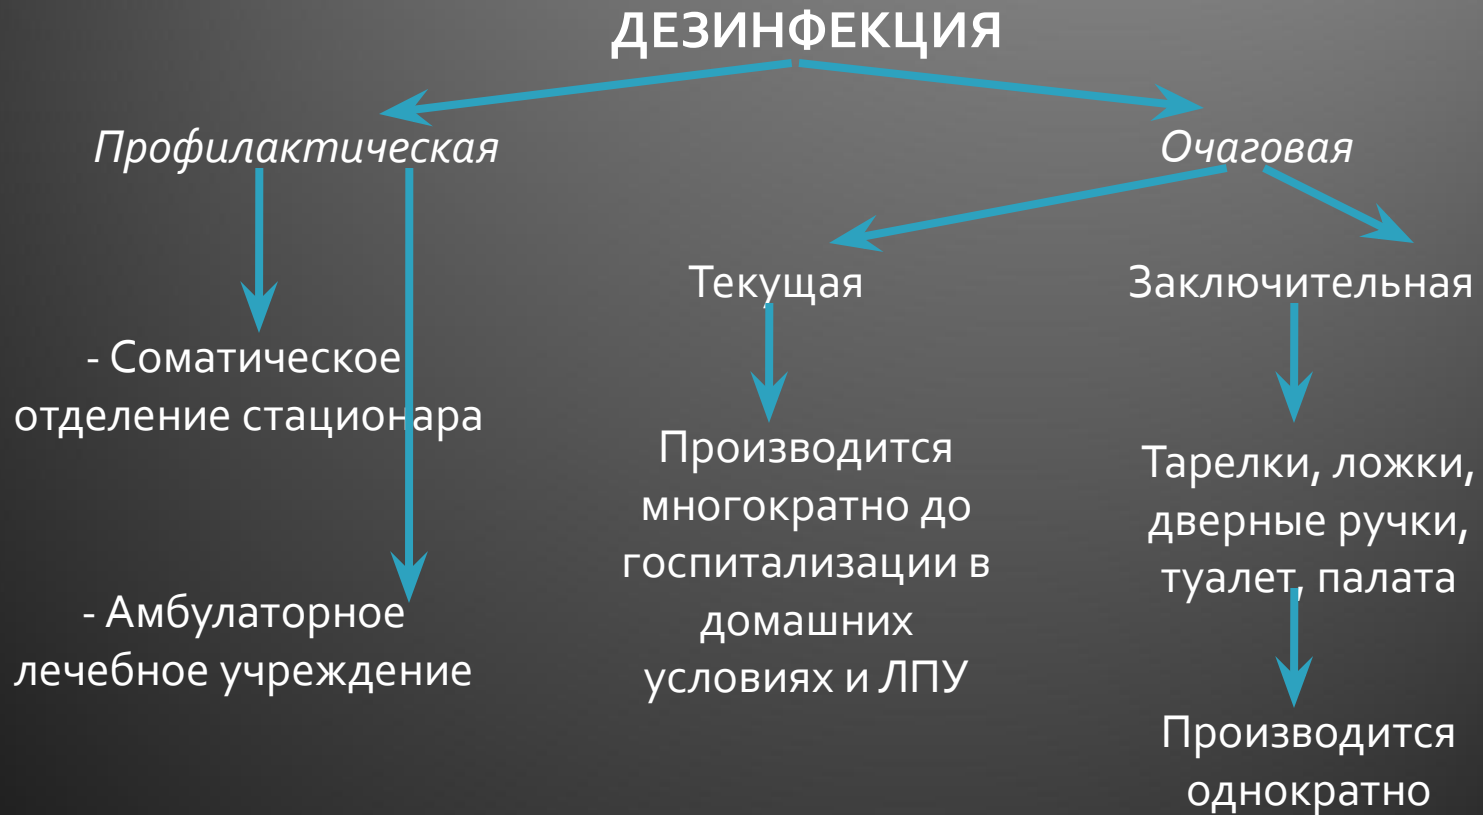 ДЕЗИНФЕКЦИЯ
Профилактическая
Очаговая
Текущая
Заключительная
- Соматическое
отделение стационара
- Амбулаторное
лечебное учреждение
Производится
многократно до
госпитализации в
домашних
условиях и ЛПУ
Тарелки, ложки,
дверные ручки,
туалет, палата
Производится
однократно